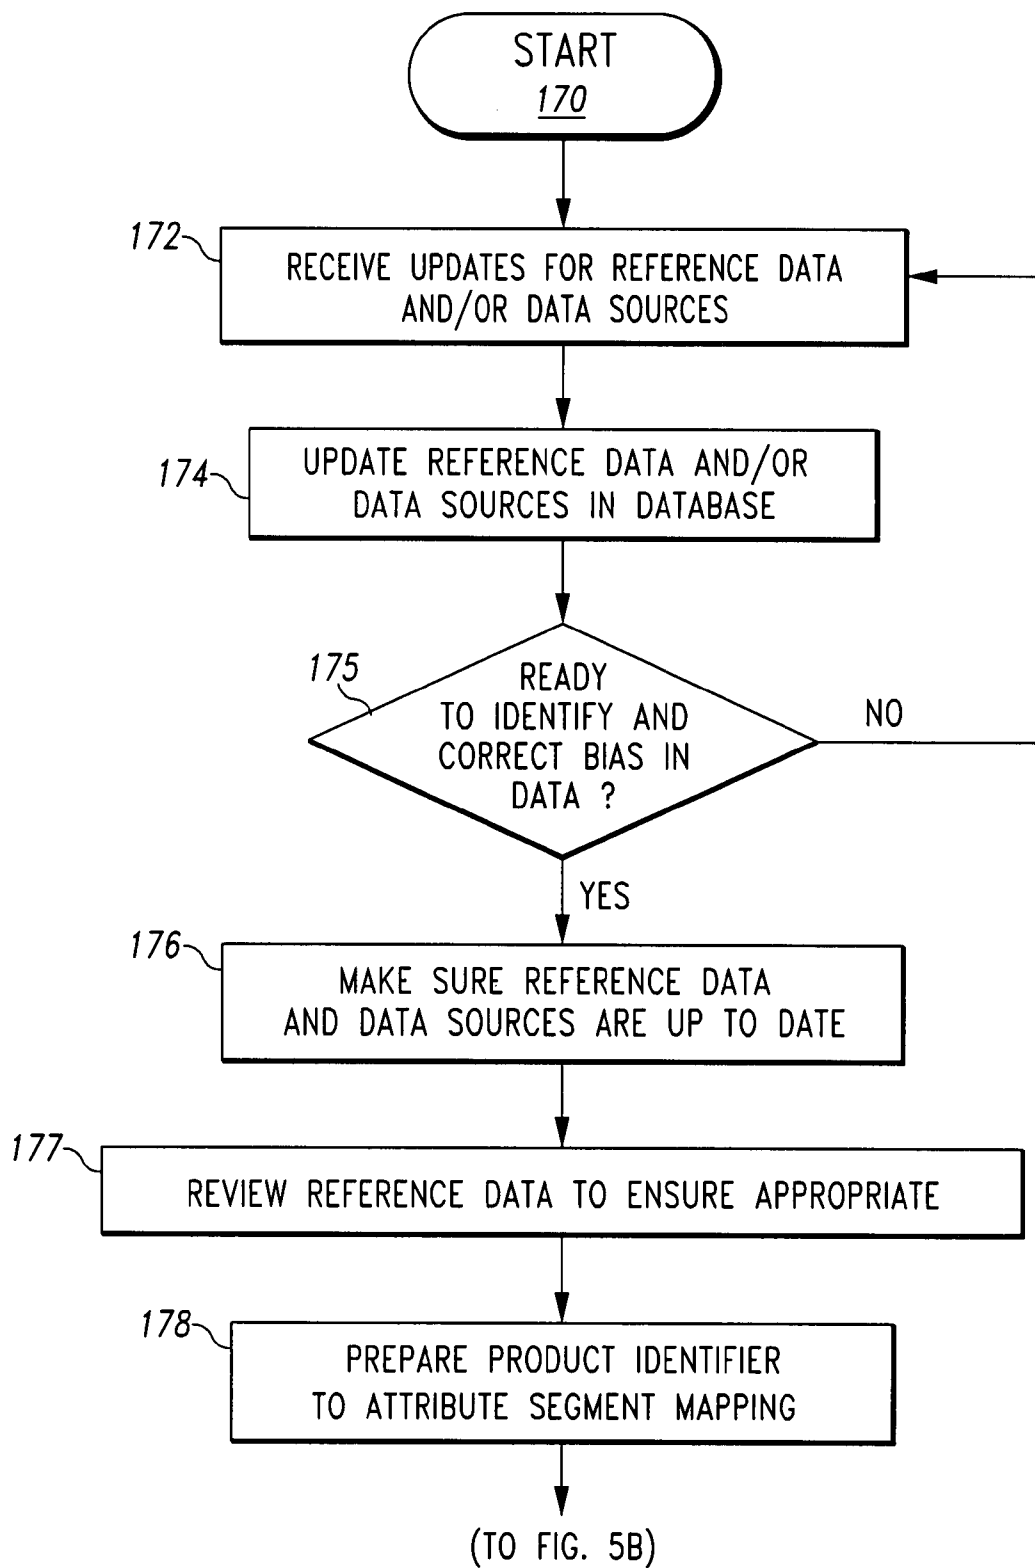 START
170
172
RECEIVE UPDATES FOR REFERENCE DATA
AND/OR DATA SOURCES
174
UPDATE REFERENCE DATA AND/OR
DATA SOURCES IN DATABASE
175
READY
TO IDENTIFY AND
CORRECT BIAS IN
DATA ?
NO
YES
176
MAKE SURE REFERENCE DATA
AND DATA SOURCES ARE UP TO DATE
177
REVIEW REFERENCE DATA TO ENSURE APPROPRIATE
178
PREPARE PRODUCT IDENTIFIER
TO ATTRIBUTE SEGMENT MAPPING
(TO FIG. 5B)